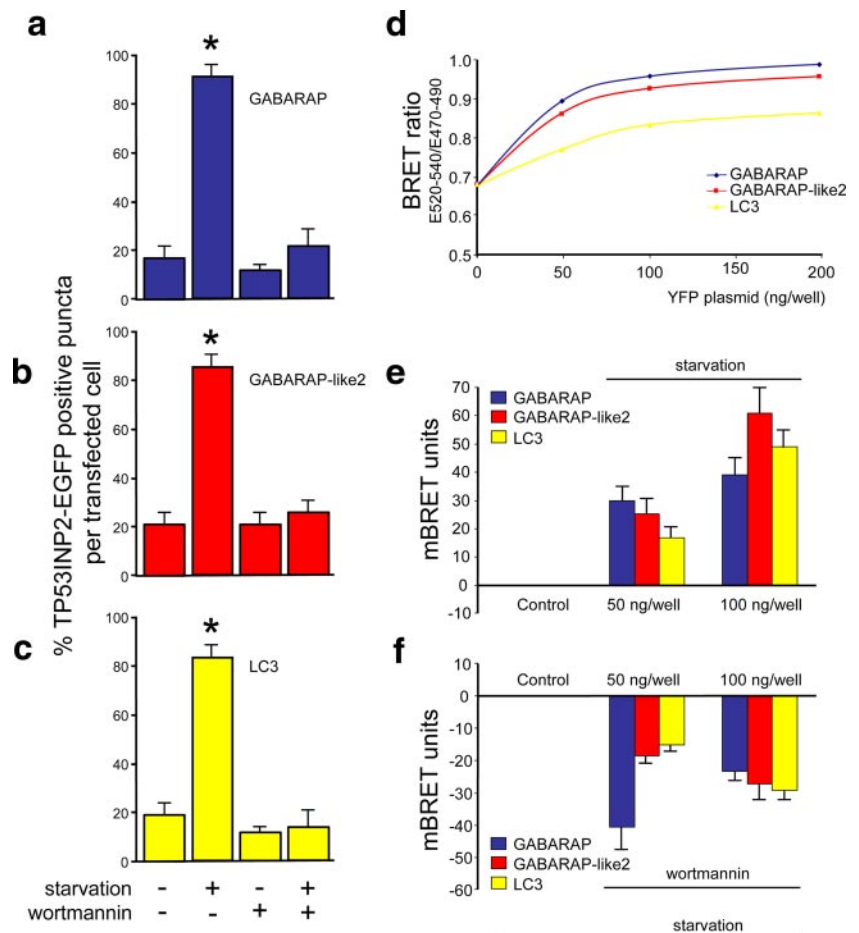 a
100
80
60
40
20
0
*
GABARAP
b
100
80
60
40
20
0
*
GABARAP-like2
c
100
80
60
40
20
0
*
LC3
% TP53INP2-EGFP positive puncta
per transfected cell
starvation - + - +
wortmannin - - + +
d
1.0
0.9
0.8
0.7
0.6
0.5
BRET ratio
E520-540/E470-490
GABARAP
GABARAP-like2
LC3
0 50 100 150 200
YFP plasmid (ng/well)
e
starvation
70
60
50
40
30
20
10
0
-10
mBRET units
GABARAP
GABARAP-like2
LC3
Control 50 ng/well 100 ng/well
f
10
0
-10
-20
-30
-40
-50
-60
mBRET units
Control 50 ng/well 100 ng/well
GABARAP
GABARAP-like2
LC3
wortmannin
starvation